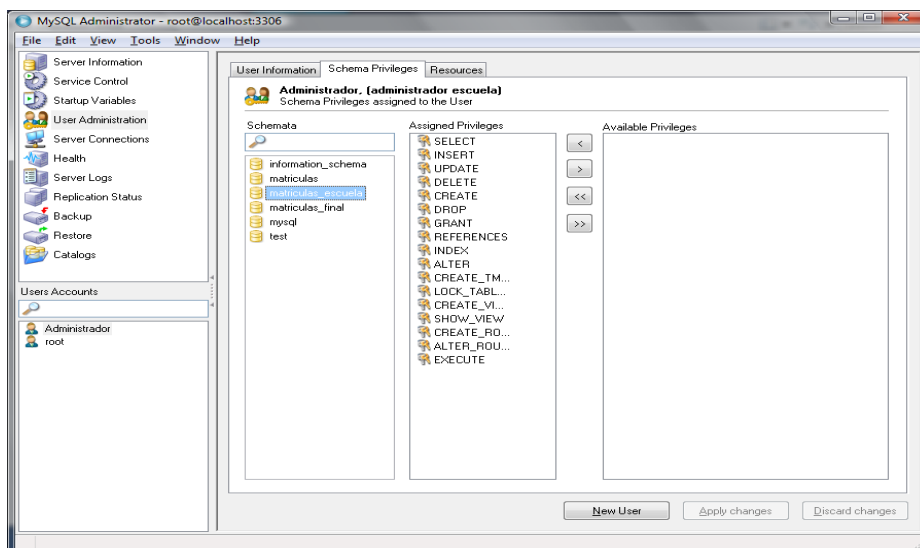 MySQL Administrator - root@localhost:3306
File Edit View Tools Window Help
Server Information
Service Control
Startup Variables
User Administration
Server Connections
Health
Server Logs
Replication Status
Backup
Restore
Catalogs
Users Accounts
Administrador
root
User Information Schema Privileges Resources
Administrador, (administrador escuela)
Schema Privileges assigned to the User
Schemata
information_schema
matriculas
matriculas_escuela
matriculas_final
mysql
test
Assigned Privileges
SELECT
INSERT
UPDATE
DELETE
CREATE
DROP
GRANT
REFERENCES
INDEX
ALTER
CREATE_TM...
LOCK_TABL...
CREATE_VI...
SHOW_VIEW
CREATE_RO...
ALTER_ROU...
EXECUTE
<
>
<<
>>
Available Privileges
New User Apply changes Discard changes